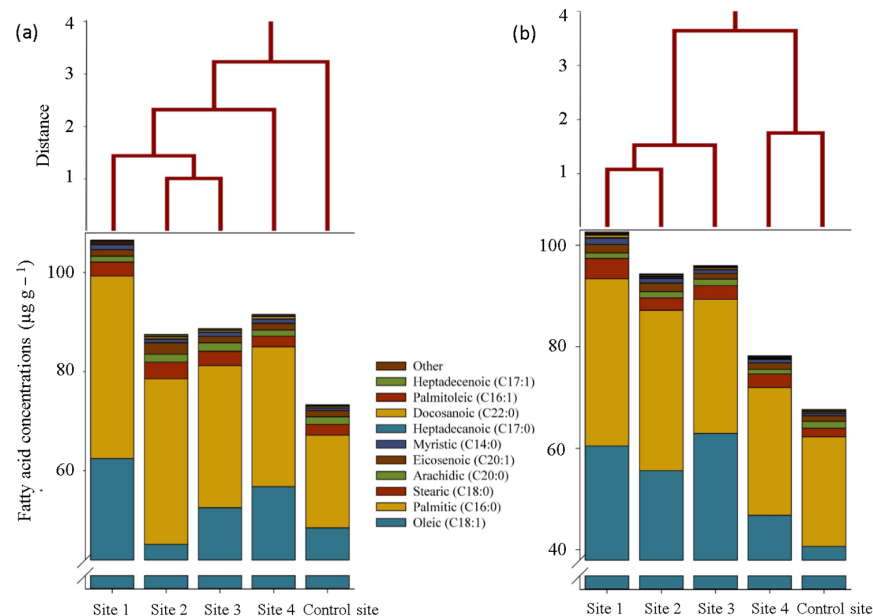 (a)
4
3
2
1
Distance
(b)
4
3
2
1
Fatty acid concentrations (µg g – 1)
100
80
60
Other
Heptadecenoic (C17:1)
Palmitoleic (C16:1)
Docosanoic (C22:0)
Heptadecanoic (C17:0)
Myristic (C14:0)
Eicosenoic (C20:1)
Arachidic (C20:0)
Stearic (C18:0)
Palmitic (C16:0)
Oleic (C18:1)
100
80
60
40
Site 1 Site 2 Site 3 Site 4 Control site
Site 1 Site 2 Site 3 Site 4 Control site